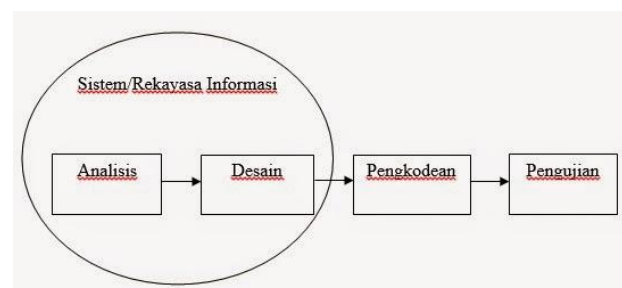 Sistem/Rekayasa Informasi
Analisis
Desain
Pengkodean
Pengujian